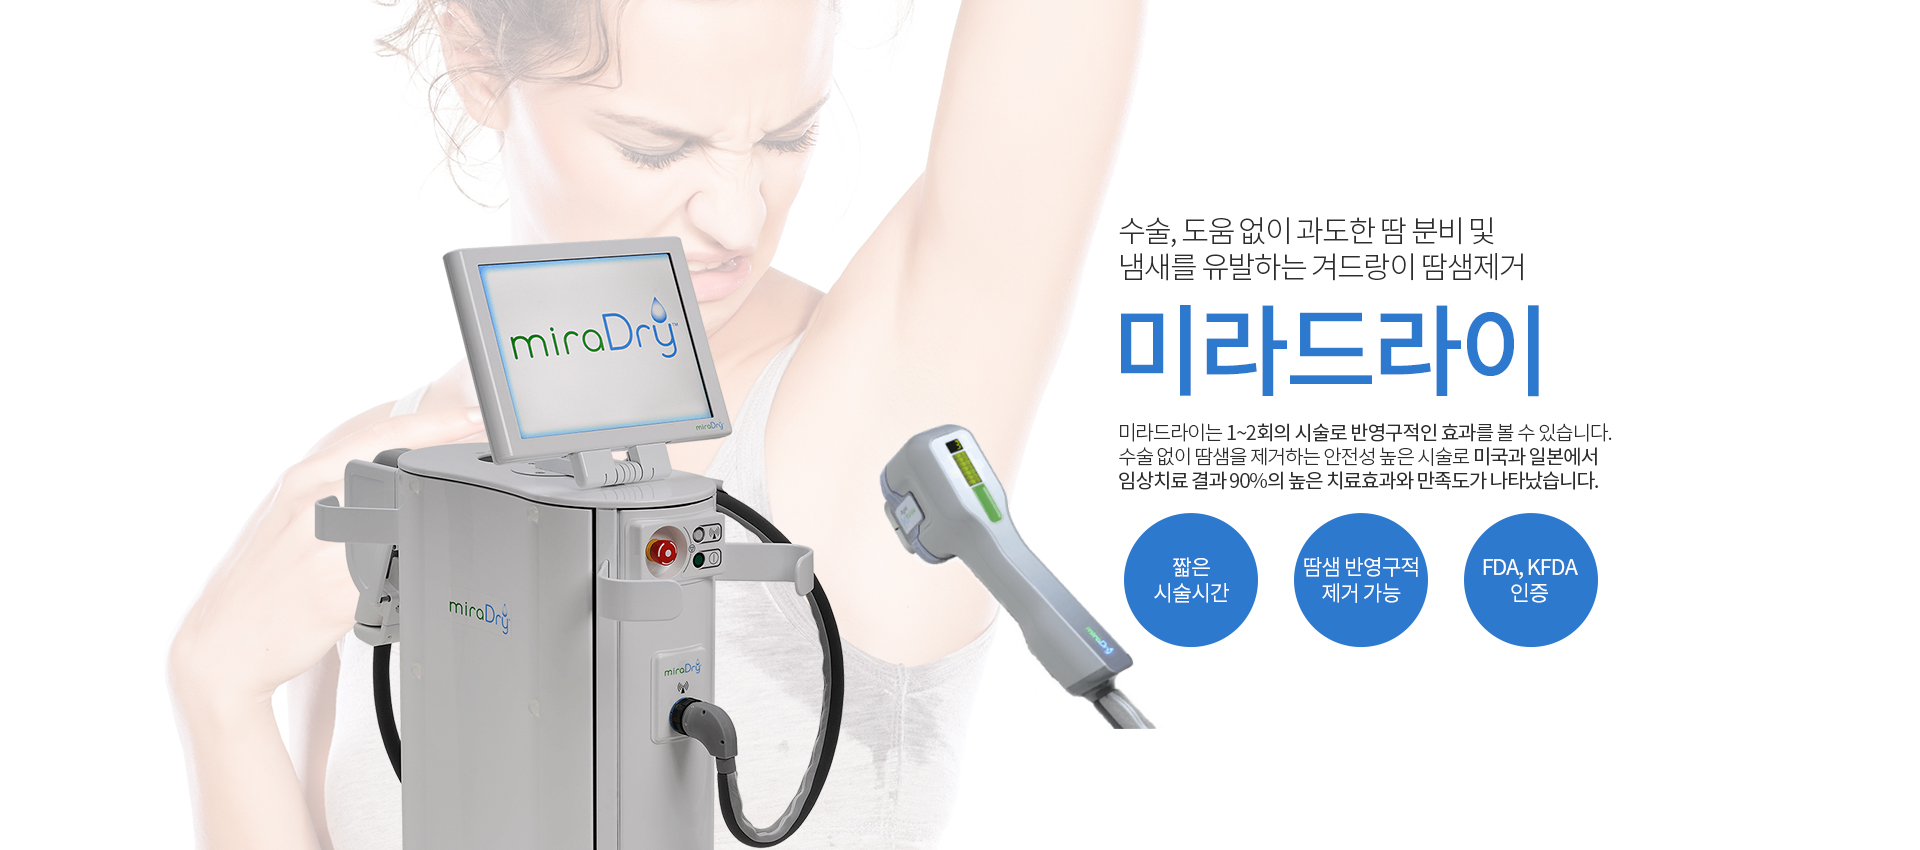 수술, 도움 없이 과도한 땀 분비 및
냄새를 유발하는 겨드랑이 땀샘제거
미라드라이
미라드라이는 1~2회의 시술로 반영구적인 효과를 볼 수 있습니다.
수술 없이 땀샘을 제거하는 안전성 높은 시술로 미국과 일본에서
임상치료 결과 90%의 높은 치료효과와 만족도가 나타났습니다.
짧은
시술시간
땀샘 반영구적
제거 가능
FDA, KFDA
인증
miraDry™
miraDry
miraDry
miraDry
miraDry